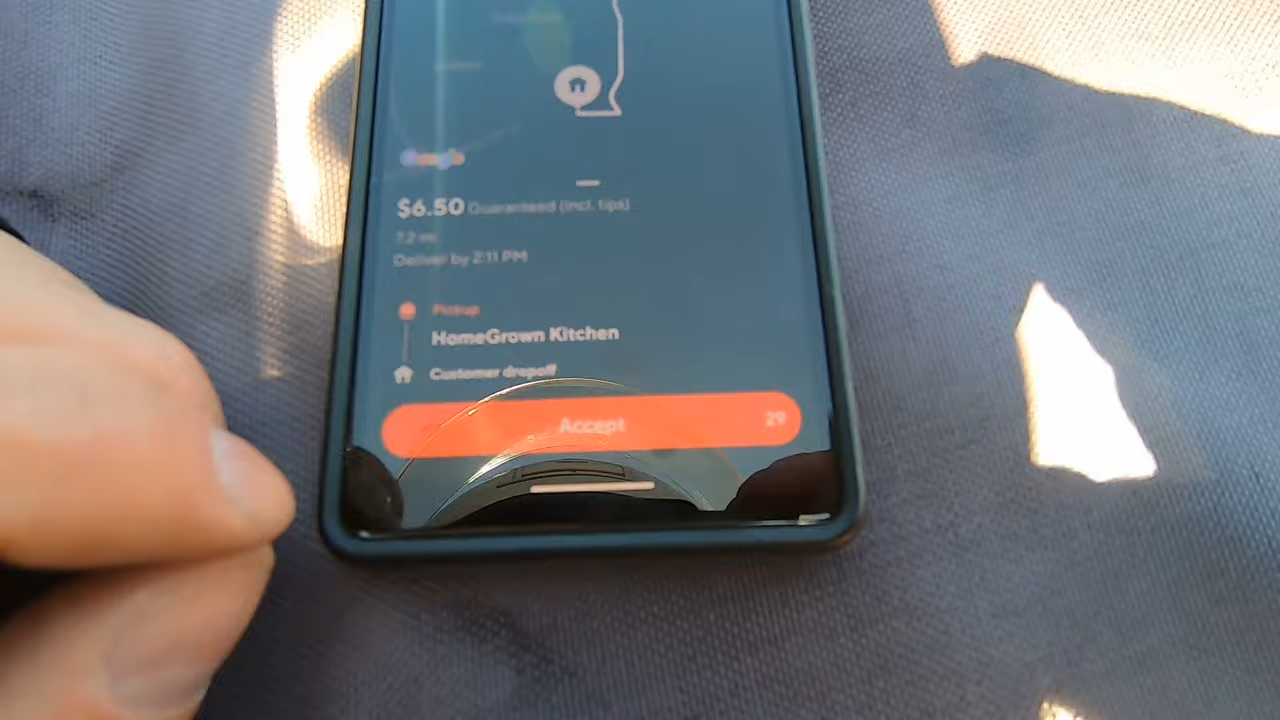 Google
$6.50 Guaranteed (incl. tips)
7.2 mi
Deliver by 2:11 PM
Pickup
HomeGrown Kitchen
Customer dropoff
Accept 29